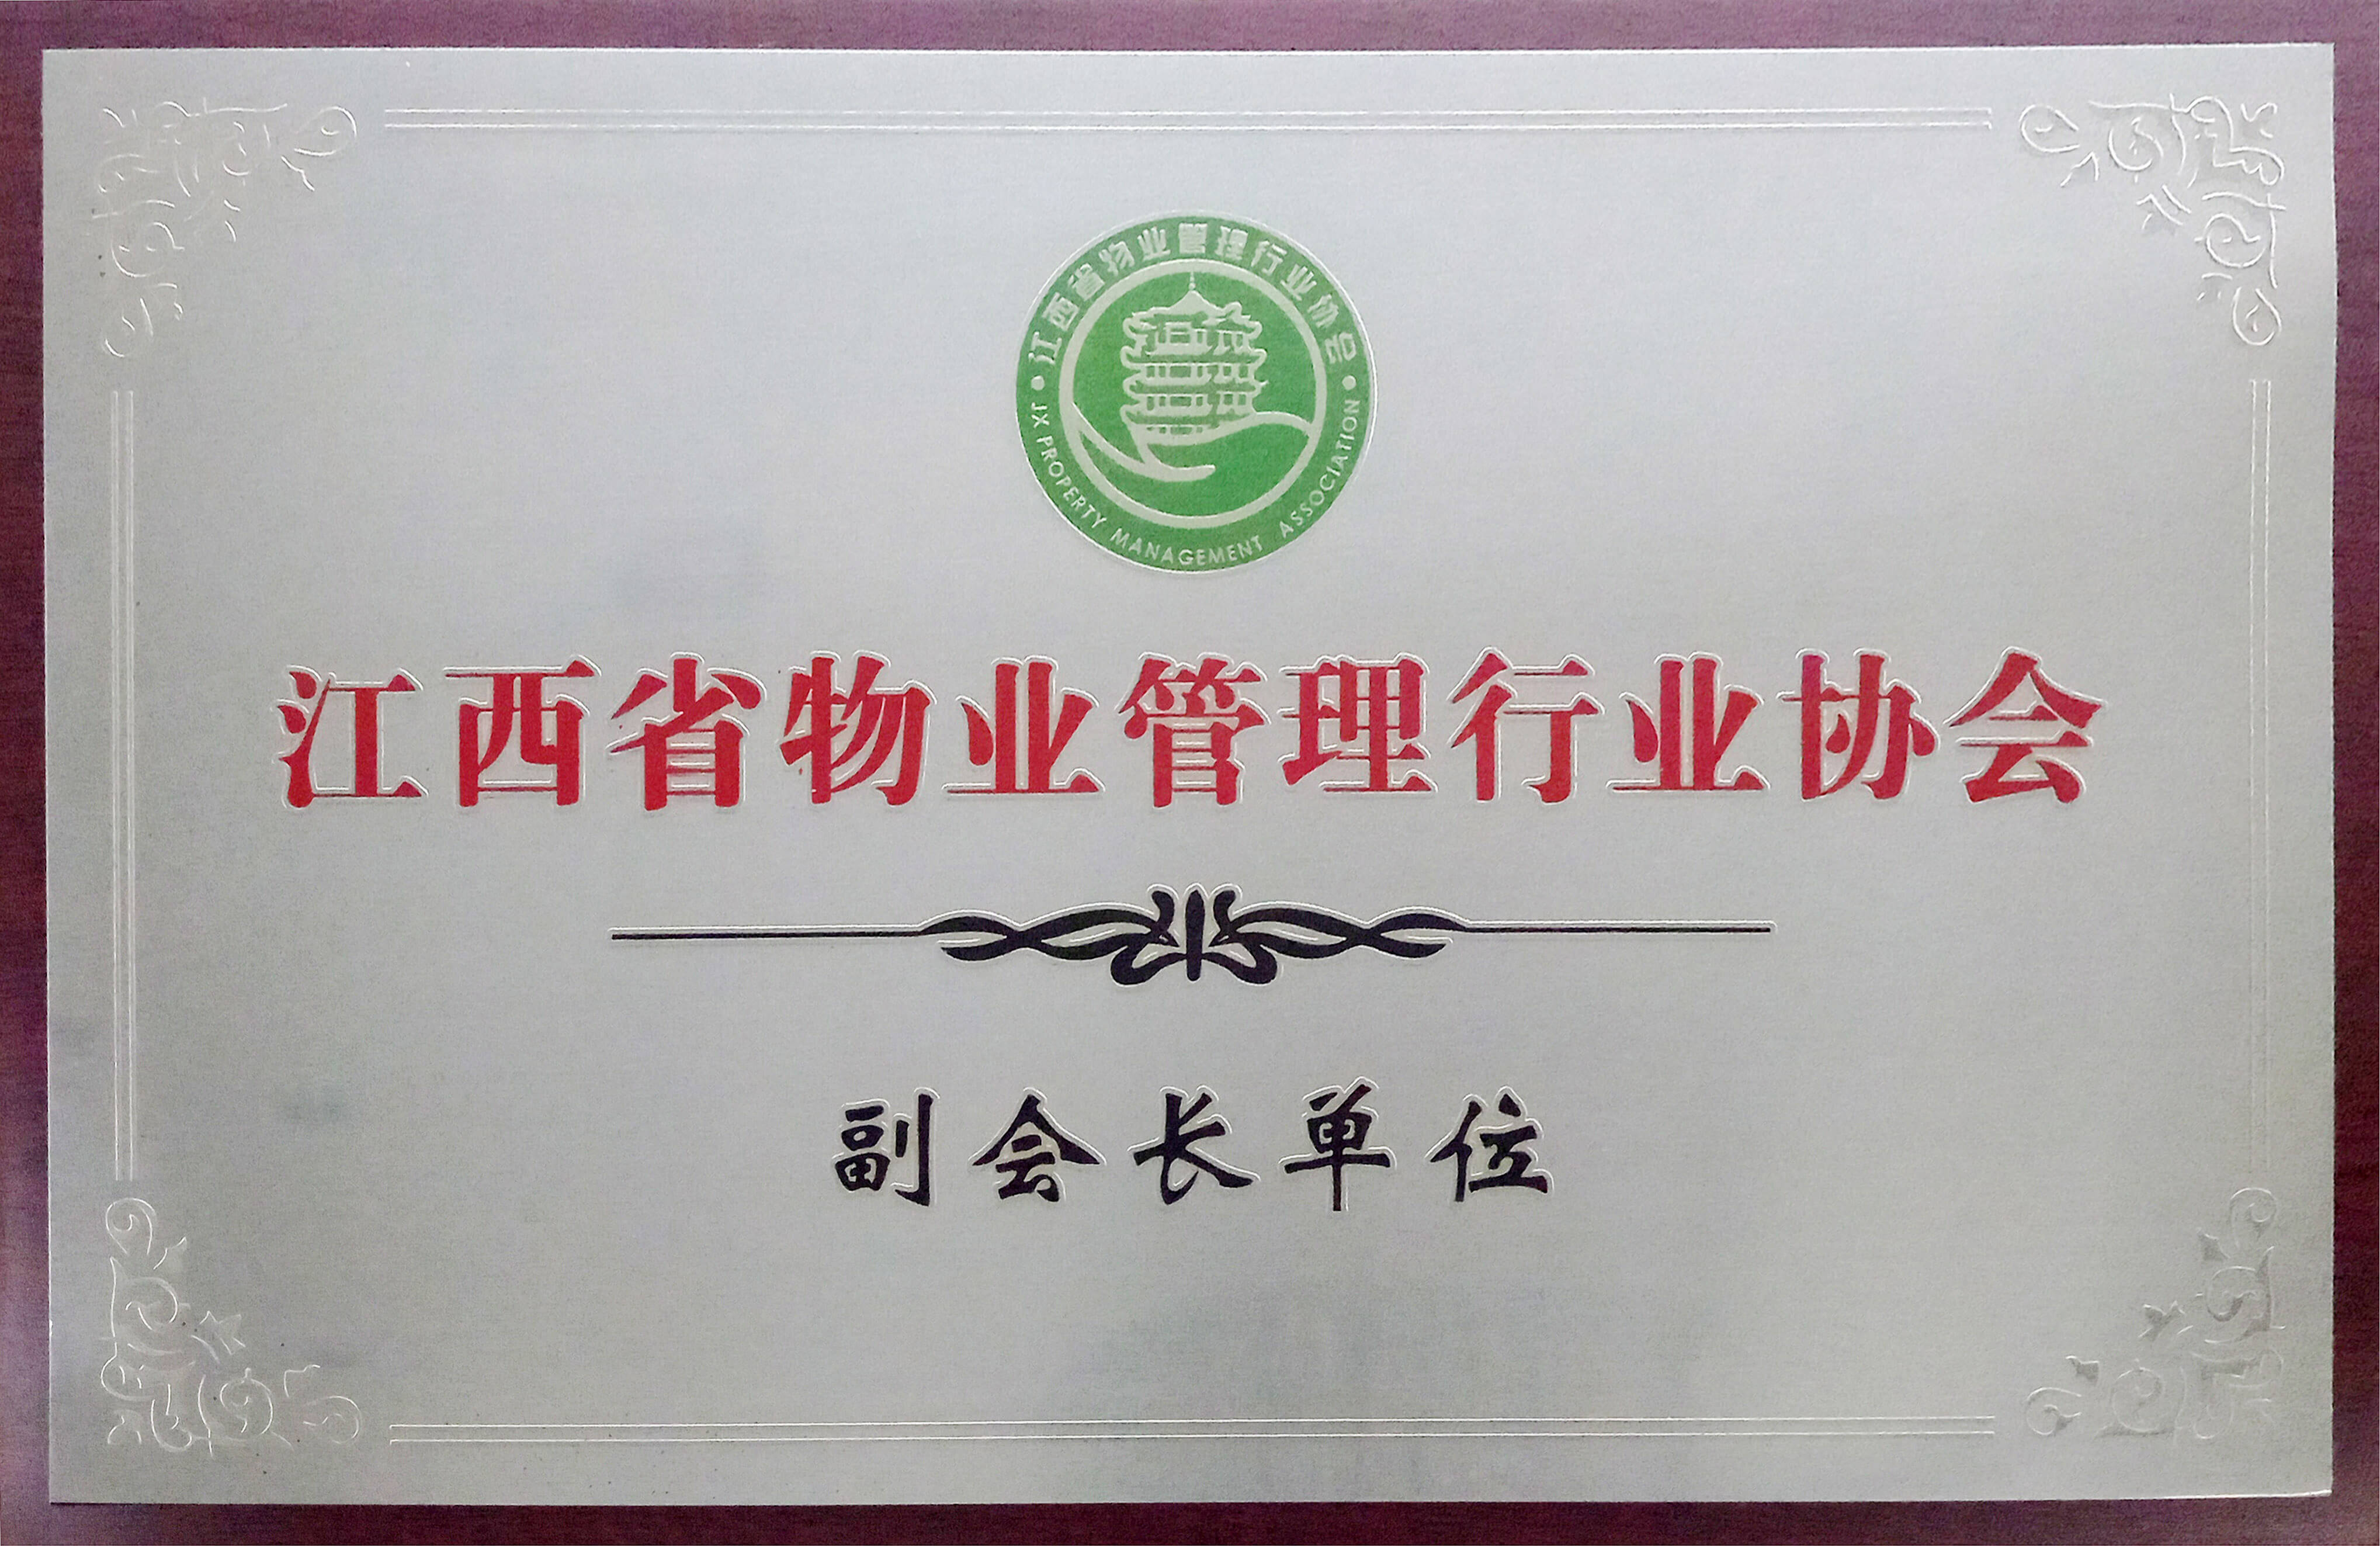 江西省物业管理行业协会
JX PROPERTY MANAGEMENT ASSOCIATION
江西省物业管理行业协会
副会长单位